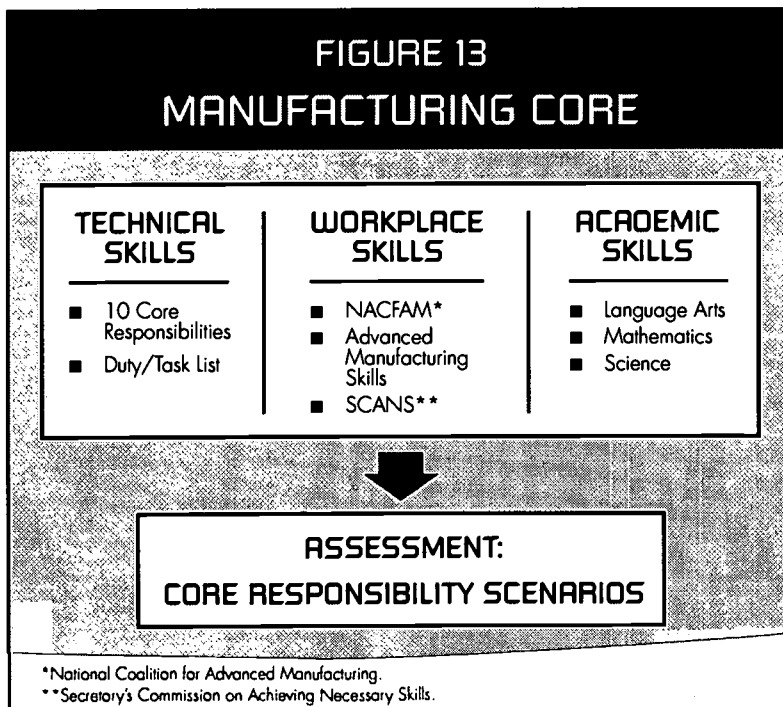 FIGURE 13
MANUFACTURING CORE
TECHNICAL
SKILLS
■ 10 Core
Responsibilities
■ Duty/Task List
WORKPLACE
SKILLS
■ NACFAM*
■ Advanced
Manufacturing
Skills
■ SCANS**
ACADEMIC
SKILLS
■ Language Arts
■ Mathematics
■ Science
ASSESSMENT:
CORE RESPONSIBILITY SCENARIOS
*National Coalition for Advanced Manufacturing.
**Secretary's Commission on Achieving Necessary Skills.